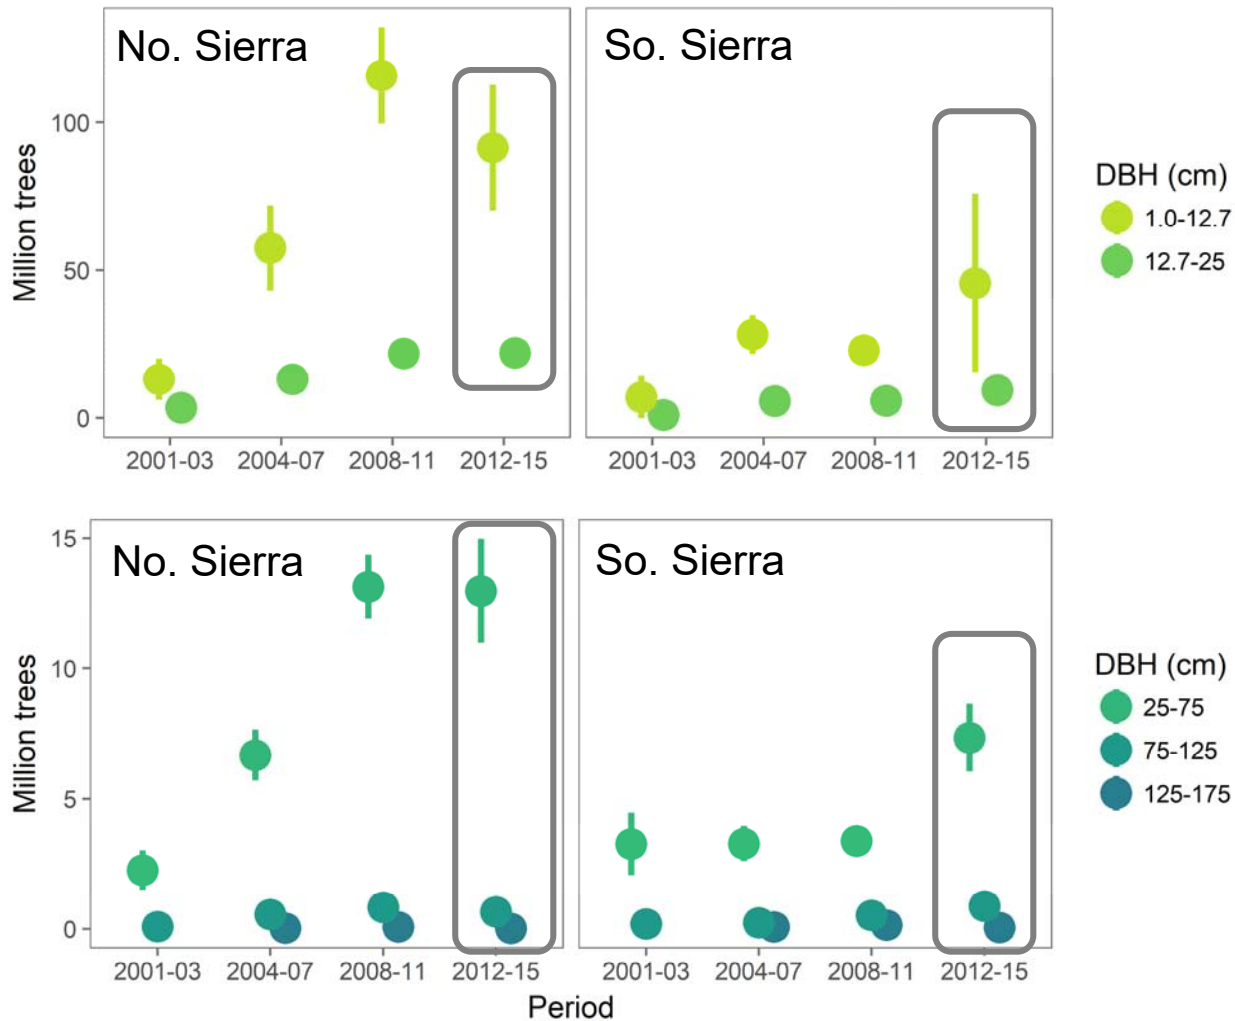 No. Sierra
So. Sierra
Million trees
100
50
0
2001-03 2004-07 2008-11 2012-15
2001-03 2004-07 2008-11 2012-15
DBH (cm)
1.0-12.7
12.7-25
No. Sierra
So. Sierra
Million trees
15
10
5
0
2001-03 2004-07 2008-11 2012-15
2001-03 2004-07 2008-11 2012-15
Period
DBH (cm)
25-75
75-125
125-175